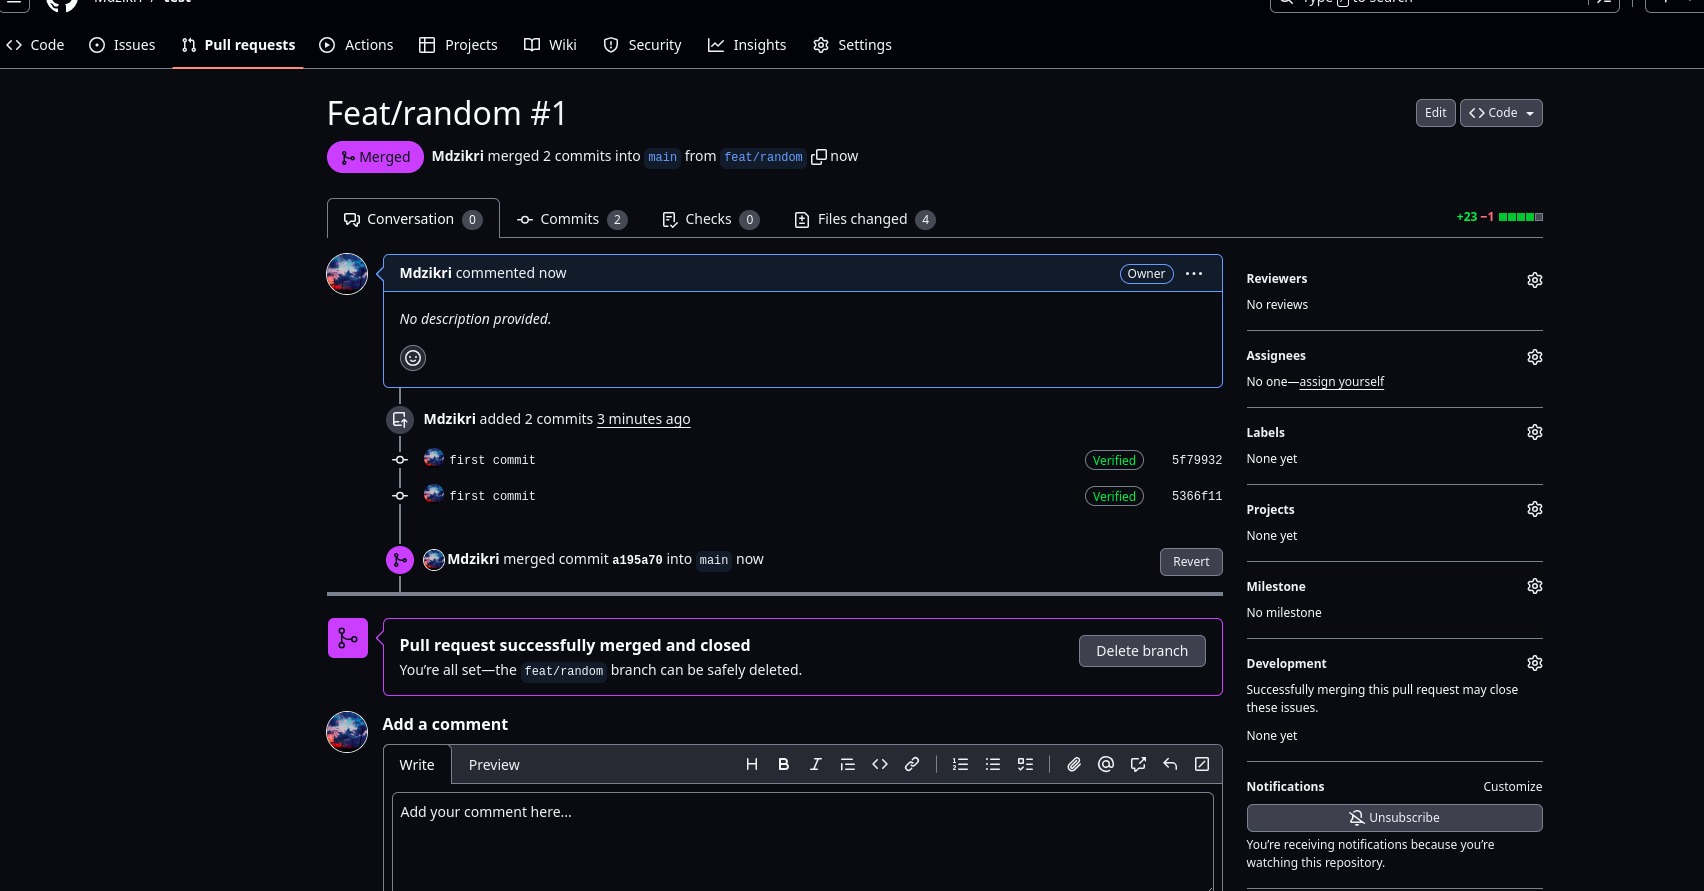 Mdzikri / test
Type / to search
Code
Issues
Pull requests
Actions
Projects
Wiki
Security
Insights
Settings
Feat/random #1
Edit
Code
Merged
Mdzikri merged 2 commits into main from feat/random now
Conversation 0
Commits 2
Checks 0
Files changed 4
+23 −1
Mdzikri commented now
Owner
No description provided.
Mdzikri added 2 commits 3 minutes ago
first commit
Verified
5f79932
first commit
Verified
5366f11
Mdzikri merged commit a195a70 into main now
Revert
Pull request successfully merged and closed
You’re all set—the feat/random branch can be safely deleted.
Delete branch
Add a comment
Write
Preview
Add your comment here...
Reviewers
No reviews
Assignees
No one—assign yourself
Labels
None yet
Projects
None yet
Milestone
No milestone
Development
Successfully merging this pull request may close
these issues.
None yet
Notifications
Customize
Unsubscribe
You’re receiving notifications because you’re
watching this repository.